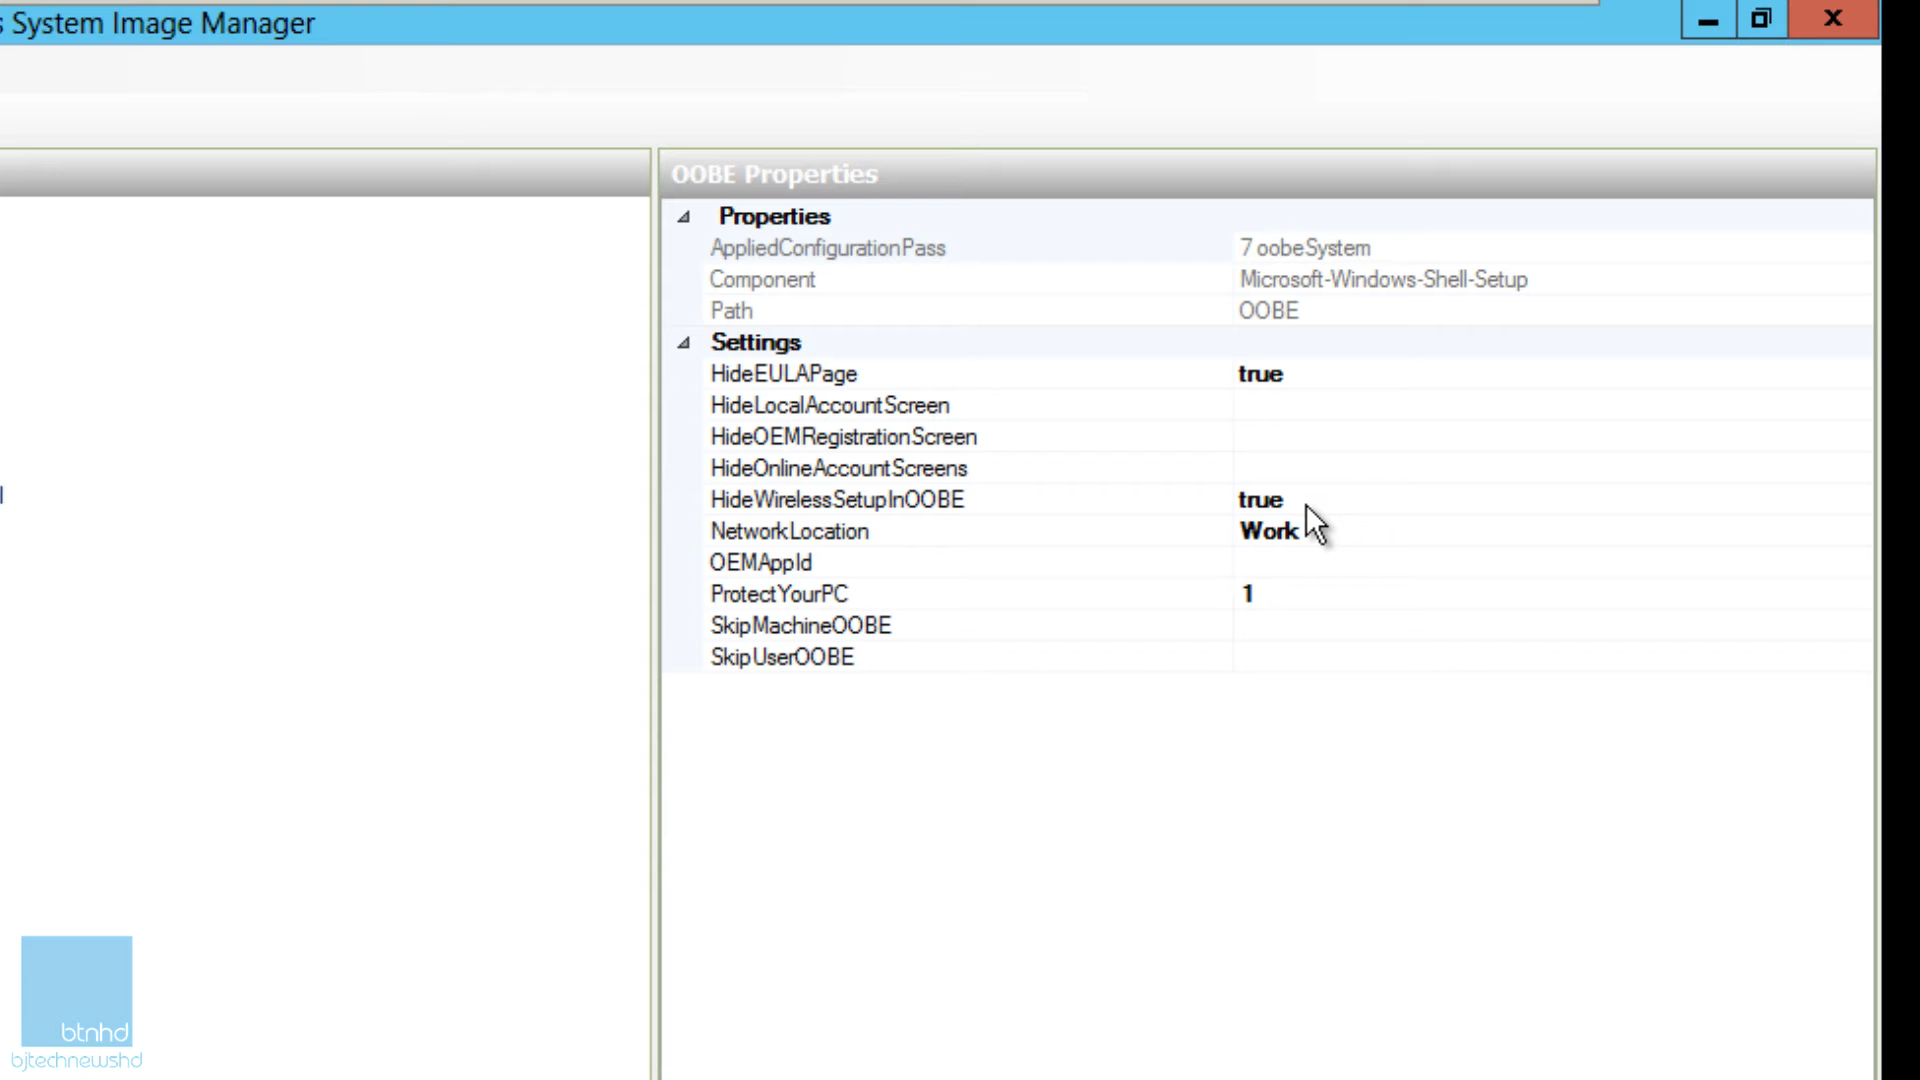 s System Image Manager
OOBE Properties
Properties
AppliedConfigurationPass 7 oobeSystem
Component Microsoft-Windows-Shell-Setup
Path OOBE
Settings
HideEULAPage true
HideLocalAccountScreen
HideOEMRegistrationScreen
HideOnlineAccountScreens
HideWirelessSetupInOOBE true
NetworkLocation Work
OEMAppId
ProtectYourPC 1
SkipMachineOOBE
SkipUserOOBE
btnhd
bjtechnewshd